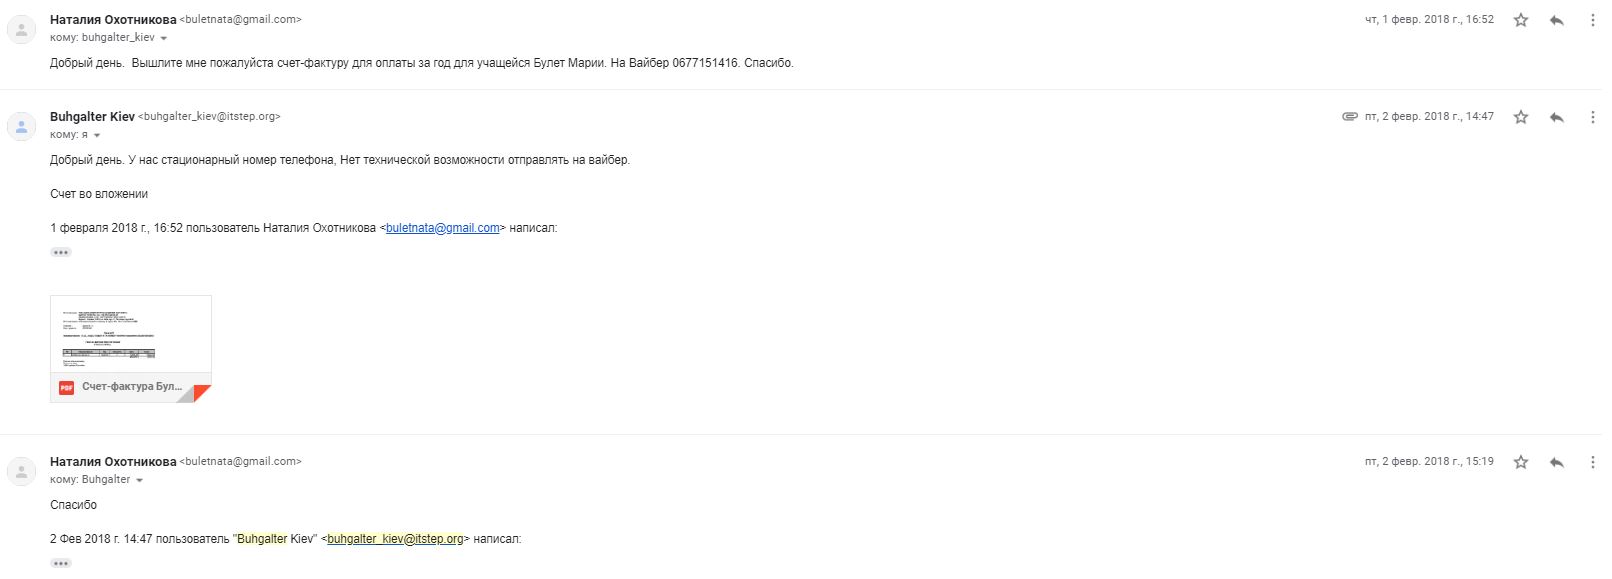 Наталия Охотникова <buletnata@gmail.com> чт, 1 февр. 2018 г., 16:52
кому: buhgalter_kiev
Добрый день. Вышлите мне пожалуйста счет-фактуру для оплаты за год для учащейся Булет Марии. На Вайбер 0677151416. Спасибо.
Buhgalter Kiev <buhgalter_kiev@itstep.org> пт, 2 февр. 2018 г., 14:47
кому: я
Добрый день. У нас стационарный номер телефона, Нет технической возможности отправлять на вайбер.
Счет во вложении
1 февраля 2018 г., 16:52 пользователь Наталия Охотникова <buletnata@gmail.com> написал:
PDF Счет-фактура Бул...
Наталия Охотникова <buletnata@gmail.com> пт, 2 февр. 2018 г., 15:19
кому: Buhgalter
Спасибо
2 Фев 2018 г. 14:47 пользователь "Buhgalter Kiev" <buhgalter_kiev@itstep.org> написал: